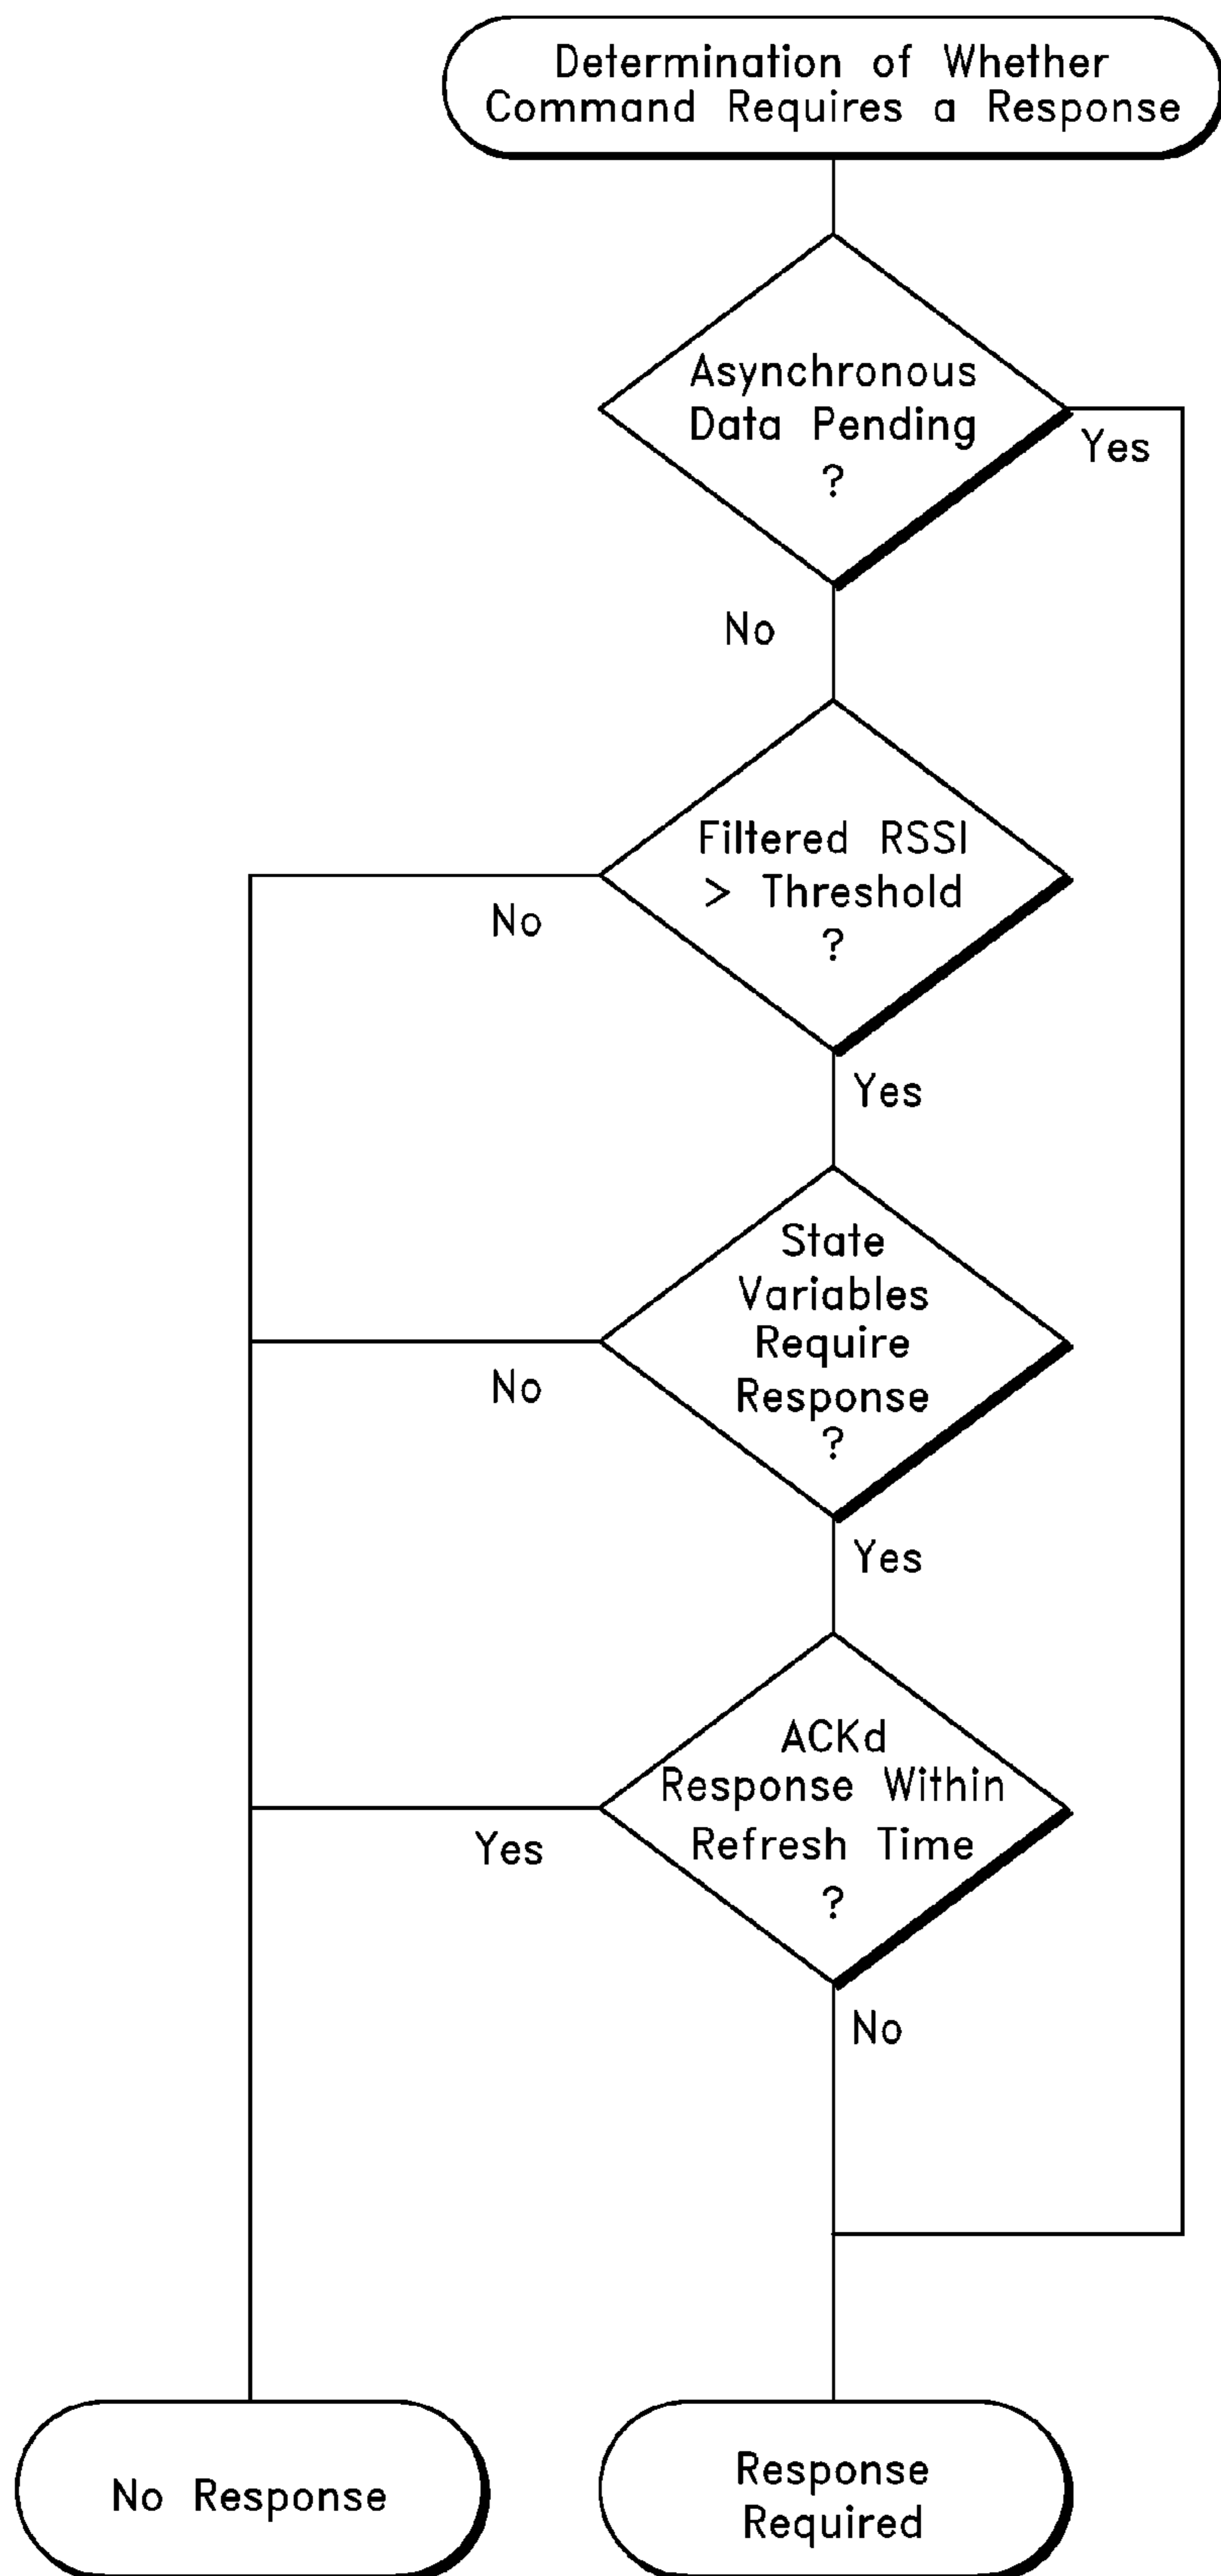 Determination of Whether
Command Requires a Response
Asynchronous
Data Pending
?
Yes
No
Filtered RSSI
> Threshold
?
No
Yes
State
Variables
Require
Response
?
No
Yes
ACKd
Response Within
Refresh Time
?
Yes
No
No Response
Response
Required